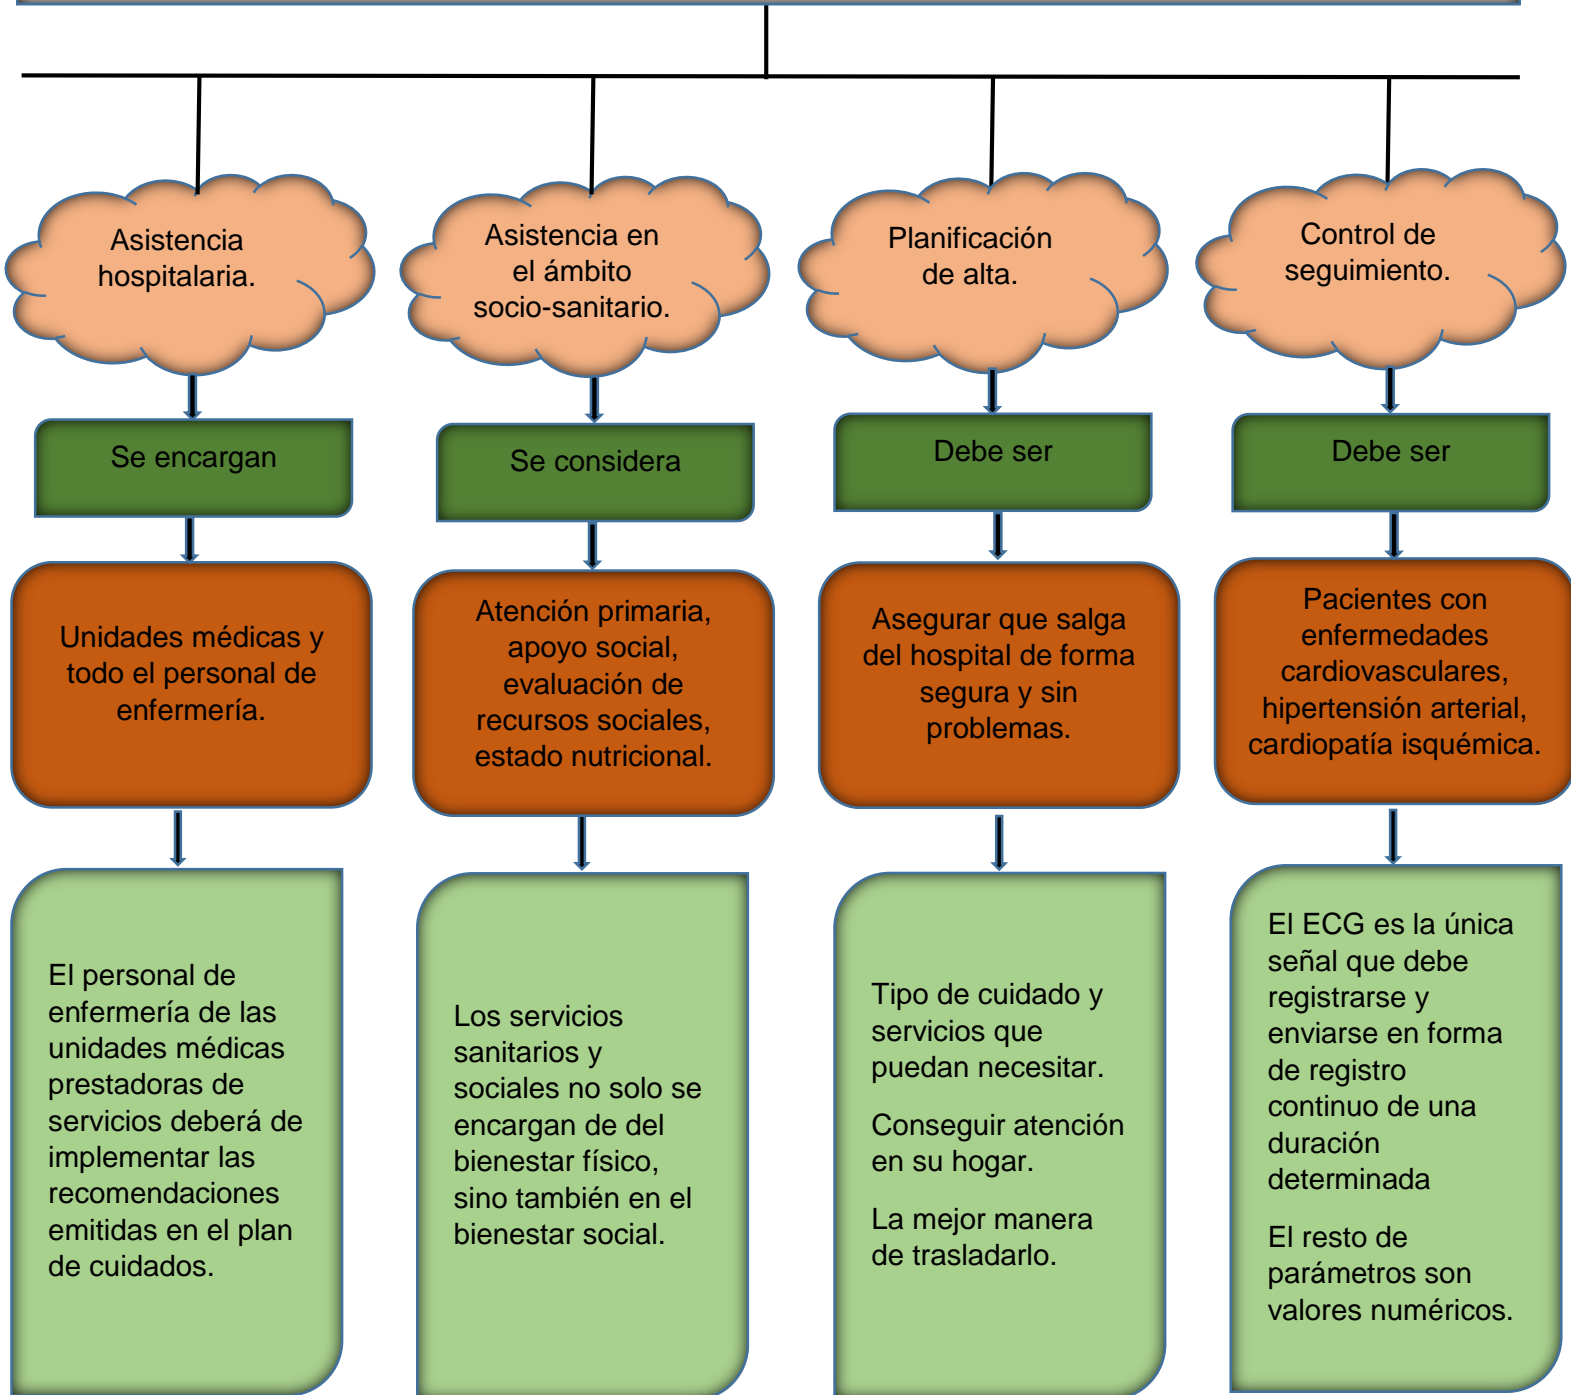 Asistencia
hospitalaria.
Asistencia en
el ámbito
socio-sanitario.
Planificación
de alta.
Control de
seguimiento.
Se encargan
Se considera
Debe ser
Debe ser
Unidades médicas y
todo el personal de
enfermería.
Atención primaria,
apoyo social,
evaluación de
recursos sociales,
estado nutricional.
Asegurar que salga
del hospital de forma
segura y sin
problemas.
Pacientes con
enfermedades
cardiovasculares,
hipertensión arterial,
cardiopatía isquémica.
El personal de
enfermería de las
unidades médicas
prestadoras de
servicios deberá de
implementar las
recomendaciones
emitidas en el plan
de cuidados.
Los servicios
sanitarios y
sociales no solo se
encargan de del
bienestar físico,
sino también en el
bienestar social.
Tipo de cuidado y
servicios que
puedan necesitar.
Conseguir atención
en su hogar.
La mejor manera
de trasladarlo.
El ECG es la única
señal que debe
registrarse y
enviarse en forma
de registro
continuo de una
duración
determinada
El resto de
parámetros son
valores numéricos.